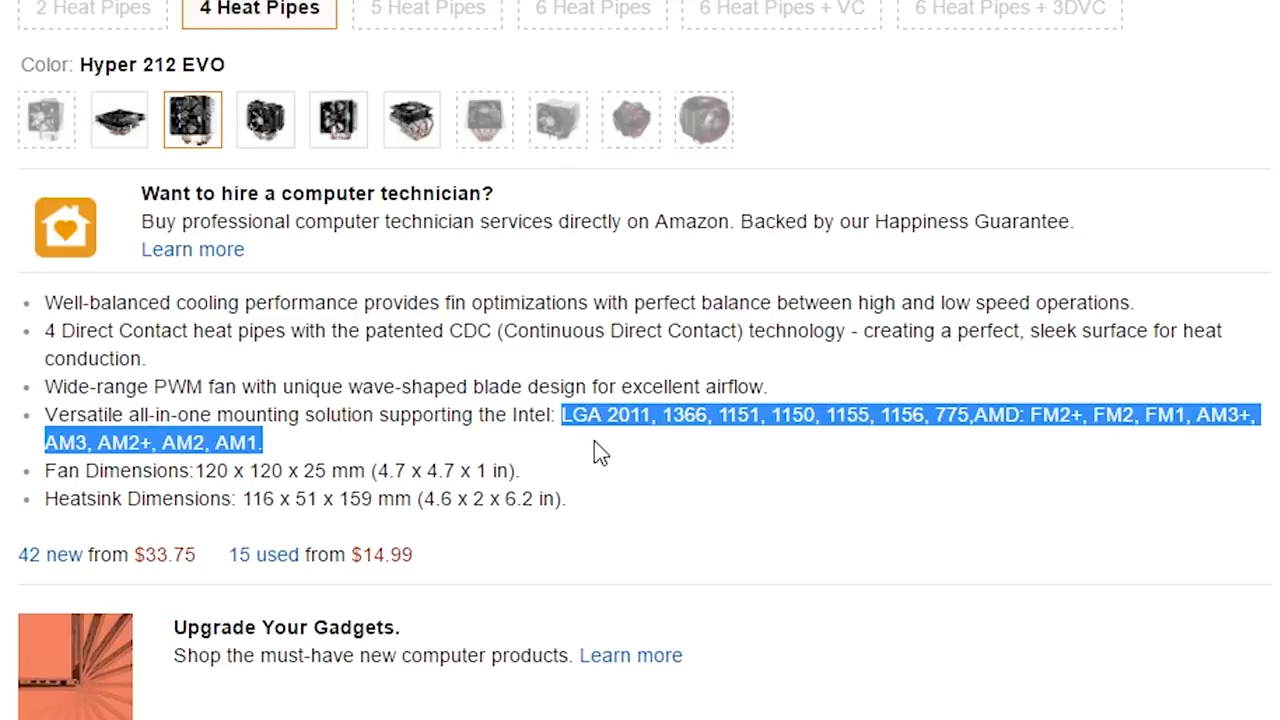 2 Heat Pipes 4 Heat Pipes 5 Heat Pipes 6 Heat Pipes 6 Heat Pipes + VC 6 Heat Pipes + 3DVC
Color: Hyper 212 EVO
Want to hire a computer technician?
Buy professional computer technician services directly on Amazon. Backed by our Happiness Guarantee.
Learn more
• Well-balanced cooling performance provides fin optimizations with perfect balance between high and low speed operations.
• 4 Direct Contact heat pipes with the patented CDC (Continuous Direct Contact) technology - creating a perfect, sleek surface for heat
conduction.
• Wide-range PWM fan with unique wave-shaped blade design for excellent airflow.
• Versatile all-in-one mounting solution supporting the Intel: LGA 2011, 1366, 1151, 1150, 1155, 1156, 775,AMD: FM2+, FM2, FM1, AM3+,
AM3, AM2+, AM2, AM1.
• Fan Dimensions:120 x 120 x 25 mm (4.7 x 4.7 x 1 in).
• Heatsink Dimensions: 116 x 51 x 159 mm (4.6 x 2 x 6.2 in).
42 new from $33.75 15 used from $14.99
Upgrade Your Gadgets.
Shop the must-have new computer products. Learn more